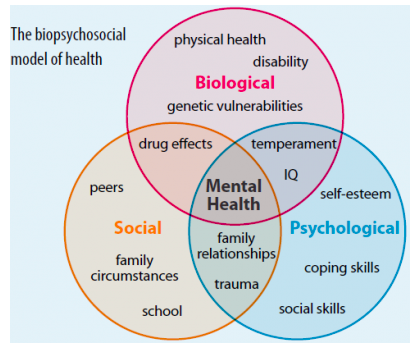 The biopsychosocial
model of health
physical health
disability
Biological
genetic vulnerabilities
drug effects
temperament
IQ
Mental
Health
peers
self-esteem
Social
Psychological
family
relationships
family
circumstances
coping skills
trauma
school
social skills